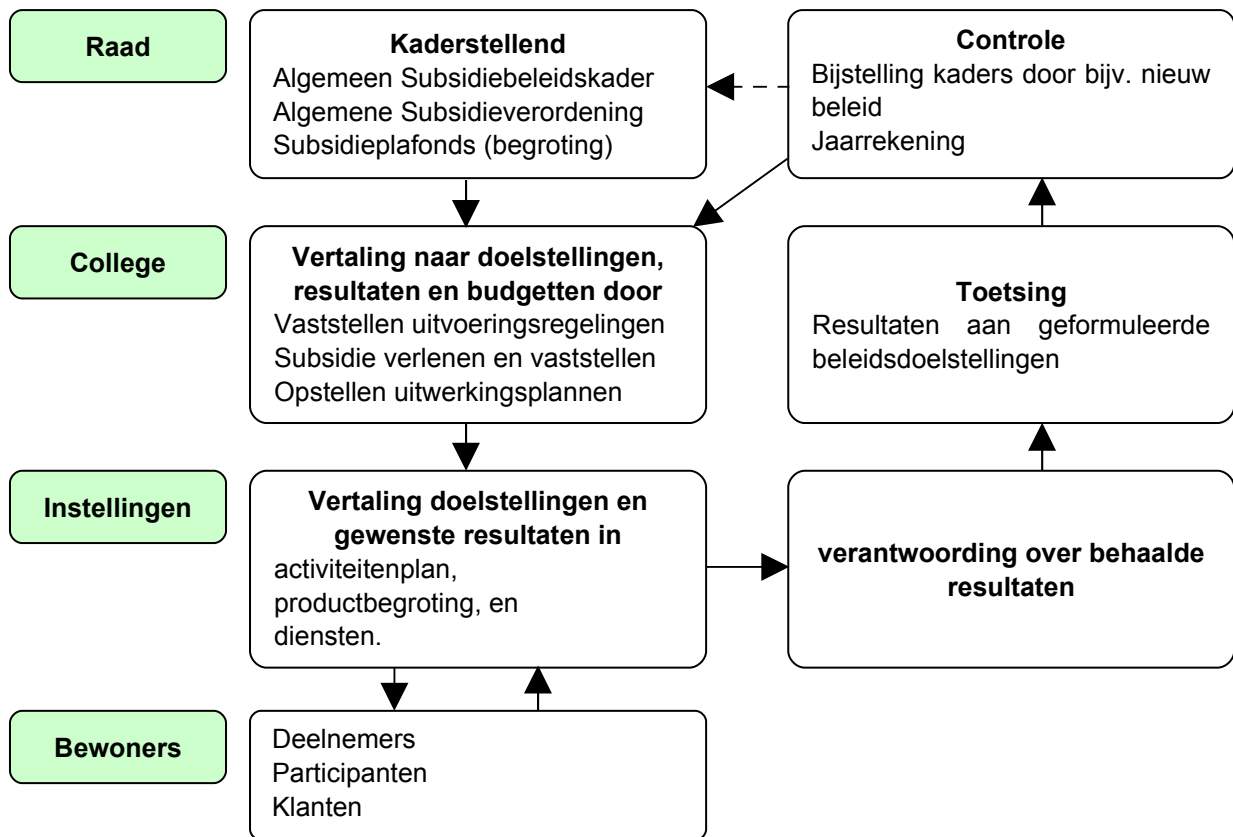 Raad
Kaderstellend
Algemeen Subsidiebeleidskader
Algemene Subsidieverordening
Subsidieplafonds (begroting)
Controle
Bijstelling kaders door bijv. nieuw
beleid
Jaarrekening
College
Vertaling naar doelstellingen,
resultaten en budgetten door
Vaststellen uitvoeringsregelingen
Subsidie verlenen en vaststellen
Opstellen uitwerkingsplannen
Toetsing
Resultaten aan geformuleerde
beleidsdoelstellingen
Instellingen
Vertaling doelstellingen en
gewenste resultaten in
activiteitenplan,
productbegroting, en
diensten.
verantwoording over behaalde
resultaten
Bewoners
Deelnemers
Participanten
Klanten